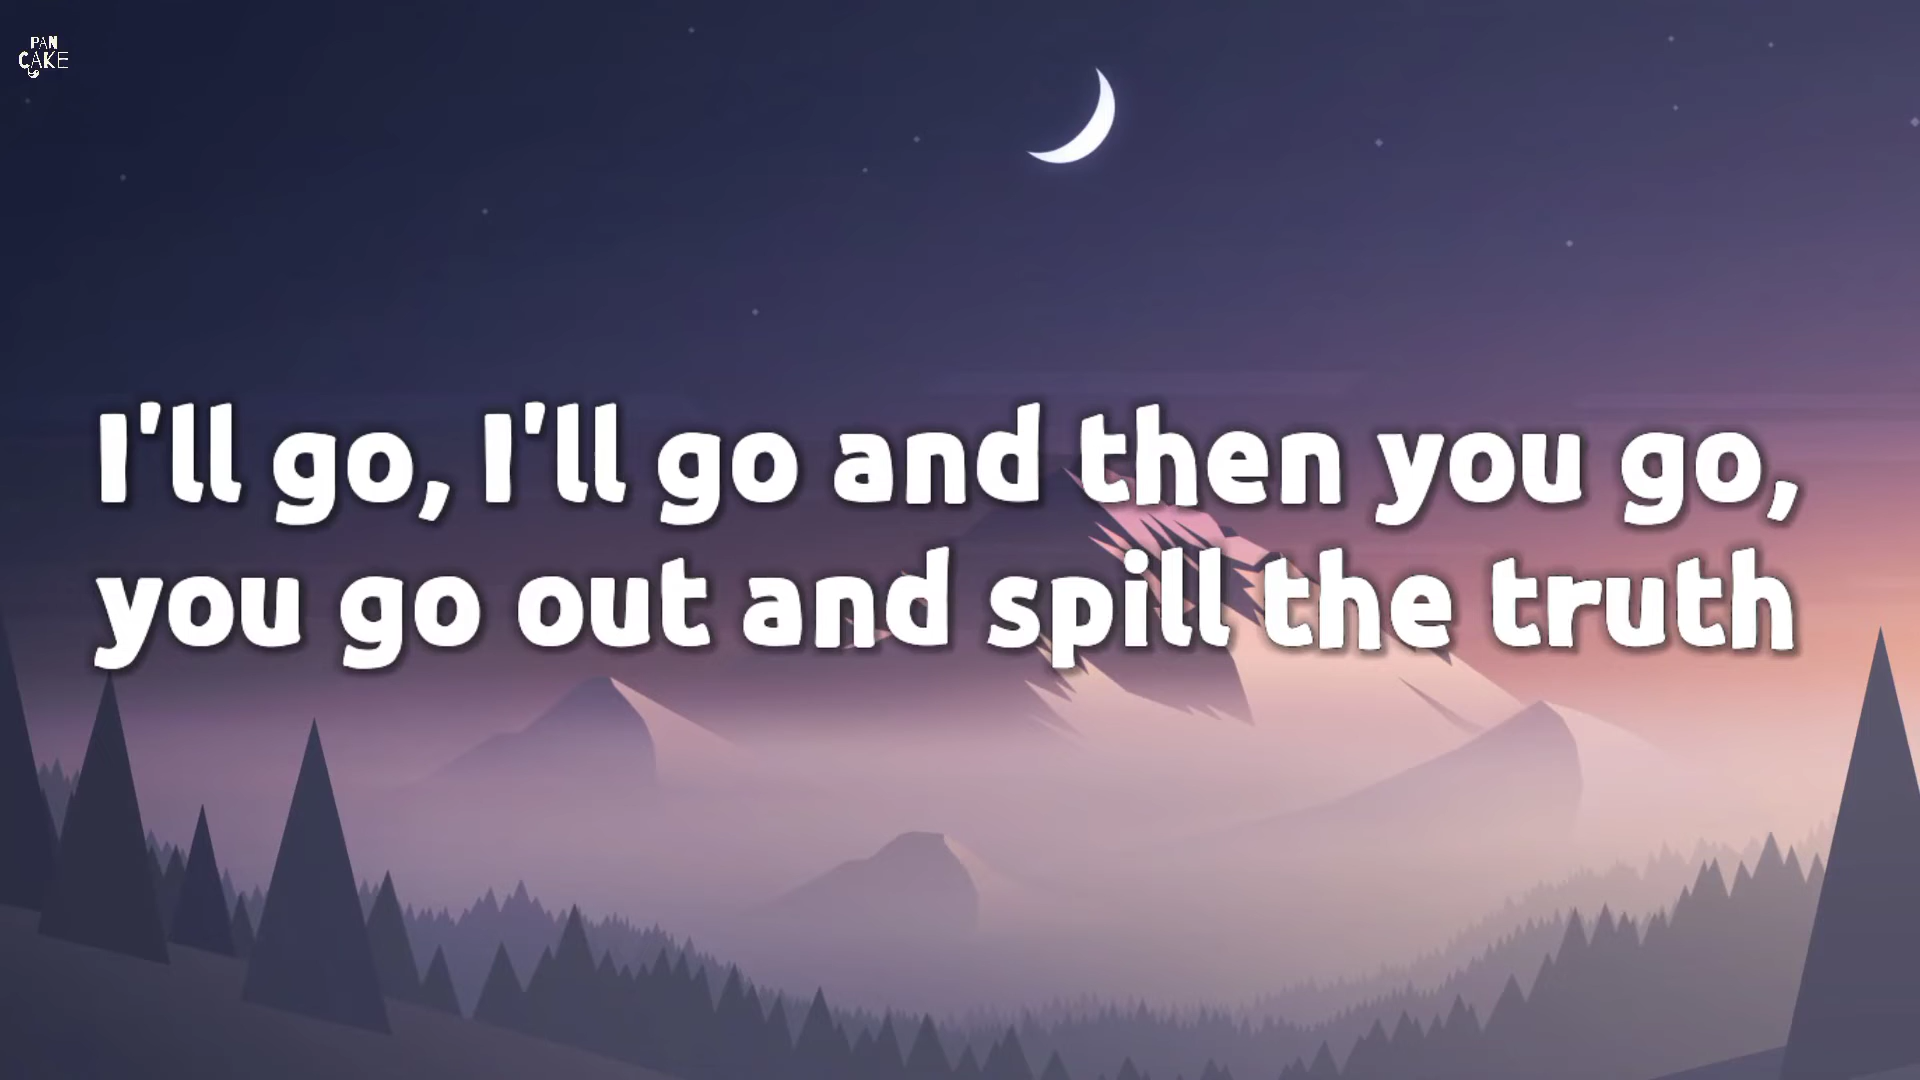 PAN
CAKE
I'll go, I'll go and then you go,
you go out and spill the truth